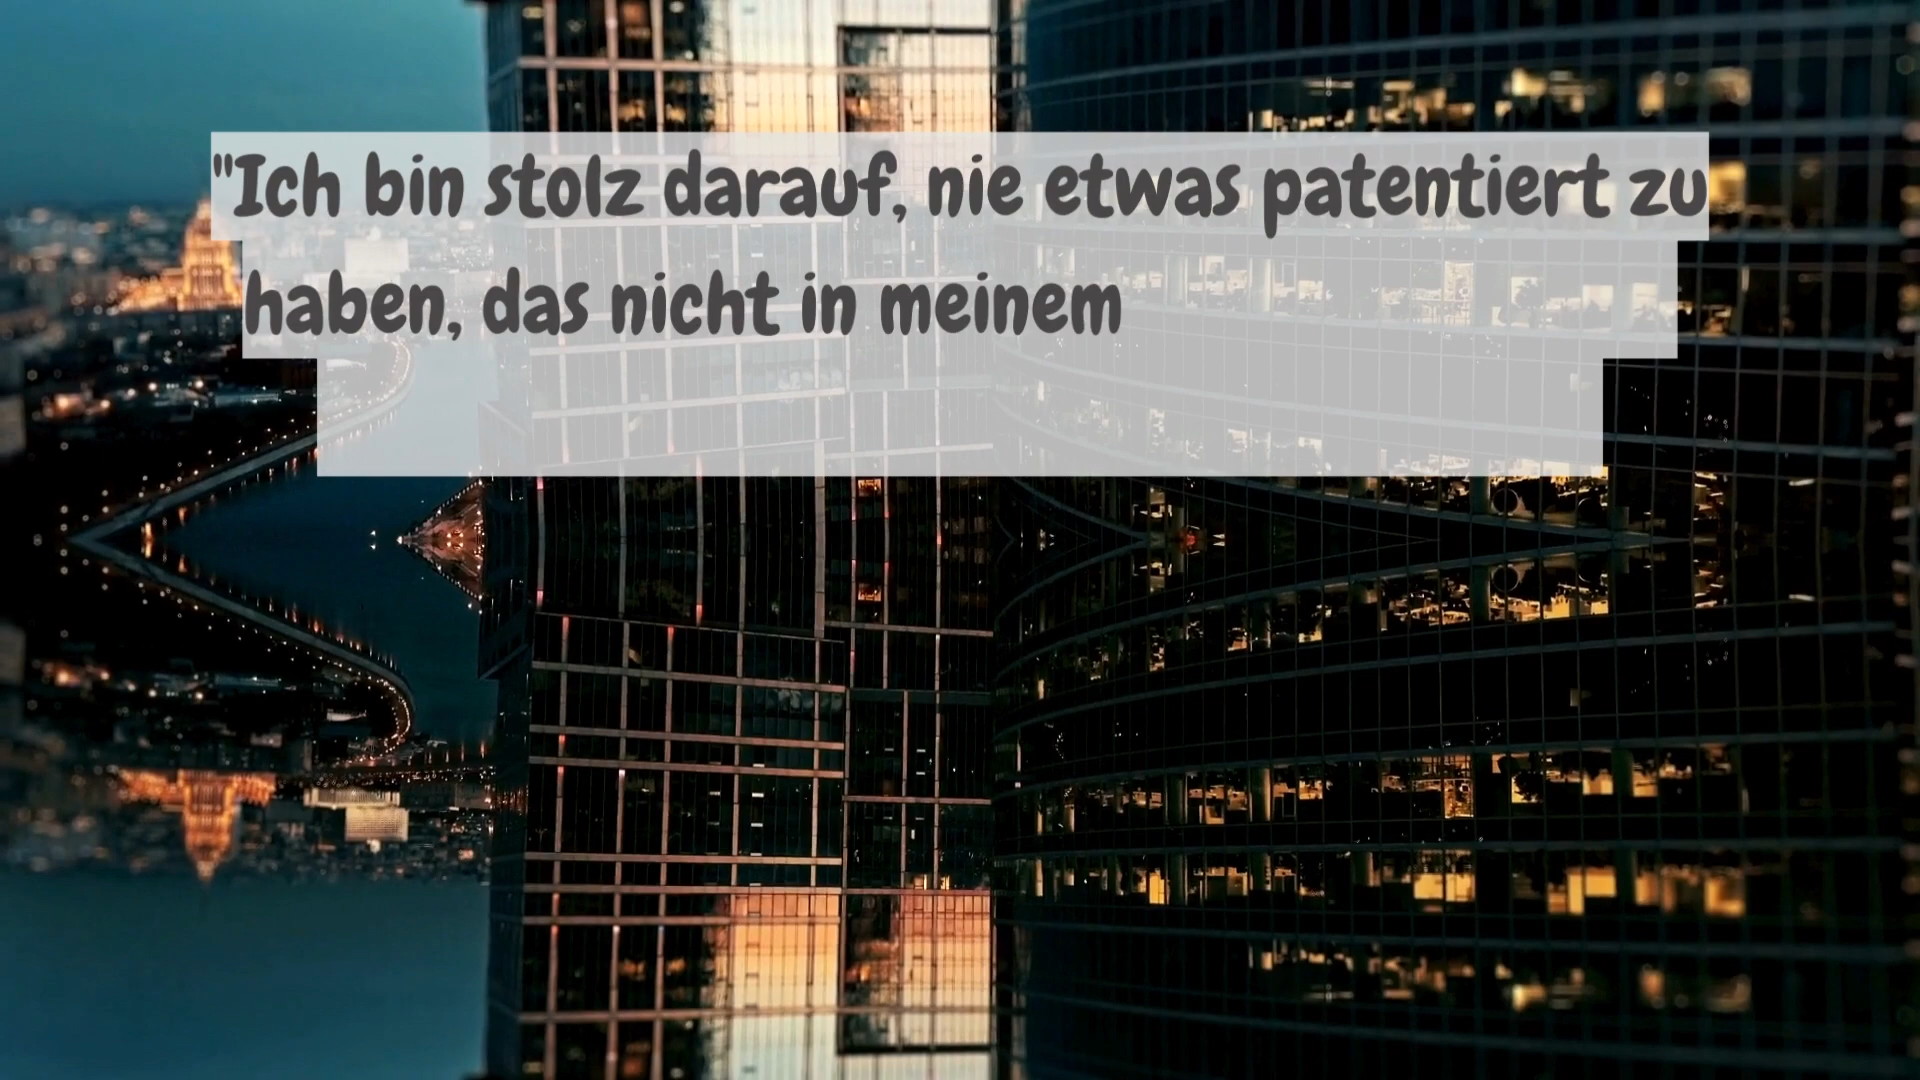 "Ich bin stolz darauf, nie etwas patentiert zu
haben, das nicht in meinem